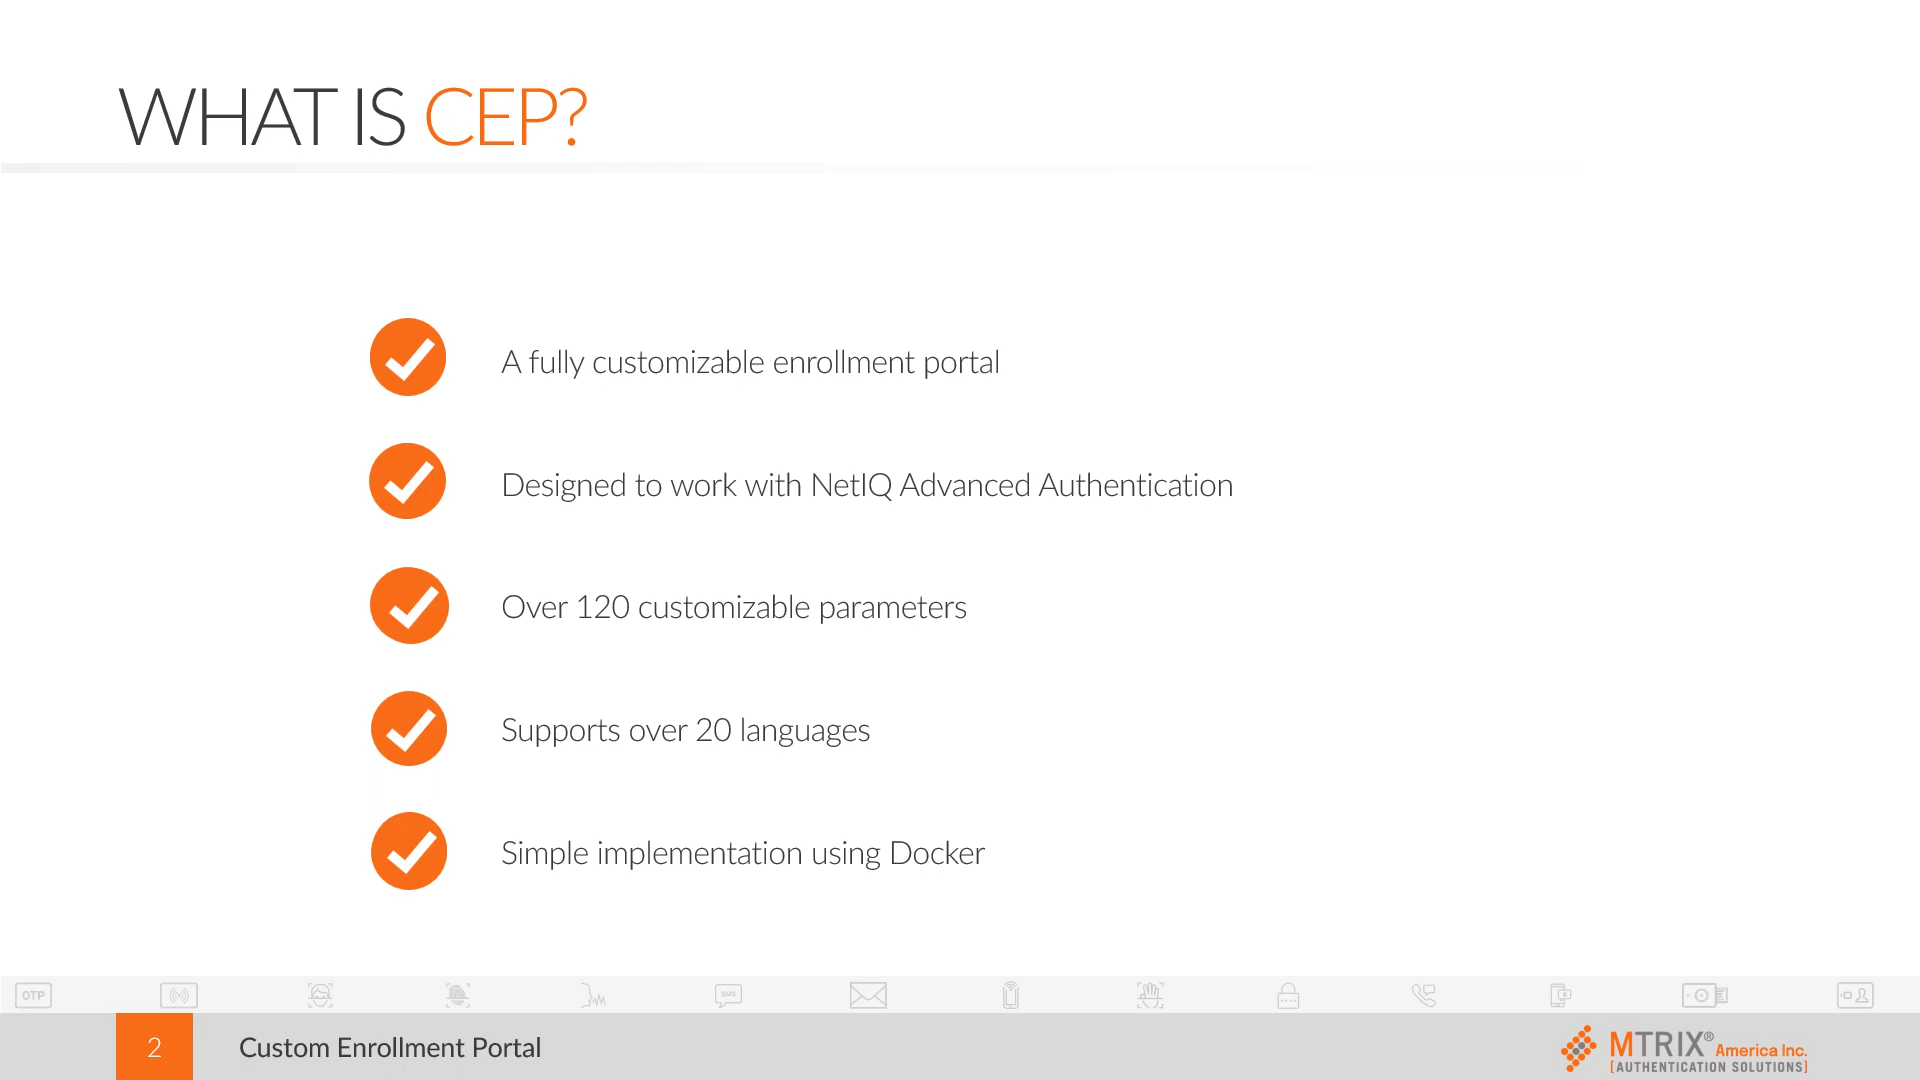 WHAT IS CEP?
A fully customizable enrollment portal
Designed to work with NetIQ Advanced Authentication
Over 120 customizable parameters
Supports over 20 languages
Simple implementation using Docker
OTP
SMS
2
Custom Enrollment Portal
MTRIX® America Inc.
[AUTHENTICATION SOLUTIONS]